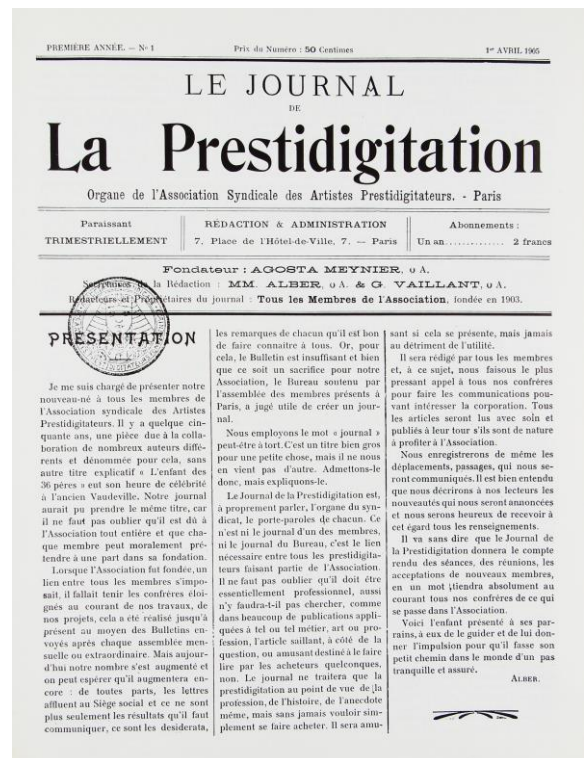 PREMIÈRE ANNÉE. — No 1
Prix du Numéro : 50 Centimes
1er AVRIL 1905
LE JOURNAL
DE
La Prestidigitation
Organe de l'Association Syndicale des Artistes Prestidigitateurs. - Paris
Paraissant
TRIMESTRIELLEMENT
RÉDACTION & ADMINISTRATION
7, Place de l'Hôtel-de-Ville, 7. — Paris
Abonnements :
Un an.............. 2 francs
Fondateur : AGOSTA MEYNIER, O A.
Secrétaires de la Rédaction : MM. ALBER, O A. & G. VAILLANT, O A.
Rédacteurs et Propriétaires du journal : Tous les Membres de l'Association, fondée en 1903.
PRÉSENTATION
Je me suis chargé de présenter notre
nouveau-né à tous les membres de
l'Association syndicale des Artistes
Prestidigitateurs. Il y a quelque cin-
quante ans, une pièce due à la colla-
boration de nombreux auteurs diffé-
rents et dénommée pour cela, sans
autre titre explicatif « L'enfant des
36 pères » eut son heure de célébrité
à l'ancien Vaudeville. Notre journal
aurait pu prendre le même titre, car
il ne faut pas oublier qu'il est dû à
l'Association tout entière et que cha-
que membre peut moralement pré-
tendre à une part dans sa fondation.
Lorsque l'Association fut fondée, un
lien entre tous les membres s'impo-
sait, il fallait tenir les confrères éloi-
gnés au courant de nos travaux, de
nos projets, cela a été réalisé jusqu'à
présent au moyen des Bulletins en-
voyés après chaque assemblée men-
suelle ou extraordinaire. Mais aujour-
d'hui notre nombre s'est augmenté et
on peut espérer qu'il augmentera en-
core : de toutes parts, les lettres
affluent au Siège social et ce ne sont
plus seulement les résultats qu'il faut
communiquer, ce sont les desiderata,
les remarques de chacun qu'il est bon
de faire connaître à tous. Or, pour
cela, le Bulletin est insuffisant et bien
que ce soit un sacrifice pour notre
Association, le Bureau soutenu par
l'assemblée des membres présents à
Paris, a jugé utile de créer un jour-
nal.
Nous employons le mot « journal »
peut-être à tort. C'est un titre bien gros
pour une petite chose, mais il ne nous
en vient pas d'autre. Admettons-le
donc, mais expliquons-le.
Le Journal de la Prestidigitation est,
à proprement parler, l'organe du syn-
dicat, le porte-paroles de chacun. Ce
n'est ni le journal d'un des membres,
ni le journal du Bureau, c'est le lien
nécessaire entre tous les prestidigita-
teurs faisant partie de l'Association.
Il ne faut pas oublier qu'il doit être
essentiellement professionnel, aussi
n'y faudra-t-il pas chercher, comme
dans beaucoup de publications appli-
quées à tel ou tel métier, art ou pro-
fession, l'article saillant, à côté de la
question, ou amusant destiné à le faire
lire par les acheteurs quelconques,
non. Le journal ne traitera que la
prestidigitation au point de vue de la
profession, de l'histoire, de l'anecdote
même, mais sans jamais vouloir sim-
plement se faire acheter. Il sera amu-
sant si cela se présente, mais jamais
au détriment de l'utilité.
Il sera rédigé par tous les membres
et, à ce sujet, nous faisons le plus
pressant appel à tous nos confrères
pour faire les communications pou-
vant intéresser la corporation. Tous
les articles seront lus avec soin et
publiés à leur tour s'ils sont de nature
à profiter à l'Association.
Nous enregistrerons de même les
déplacements, passages, qui nous se-
ront communiqués. Il est bien entendu
que nous décrirons à nos lecteurs les
nouveautés qui nous seront annoncées
et nous serons heureux de recevoir à
cet égard tous les renseignements.
Il va sans dire que le Journal de
la Prestidigitation donnera le compte
rendu des séances, des réunions, les
acceptations de nouveaux membres,
en un mot tiendra absolument au
courant tous nos confrères de ce qui
se passe dans l'Association.
Voici l'enfant présenté à ses par-
rains, à eux de le guider et de lui don-
ner l'impulsion pour qu'il fasse son
petit chemin dans le monde d'un pas
tranquille et assuré.
ALBER.